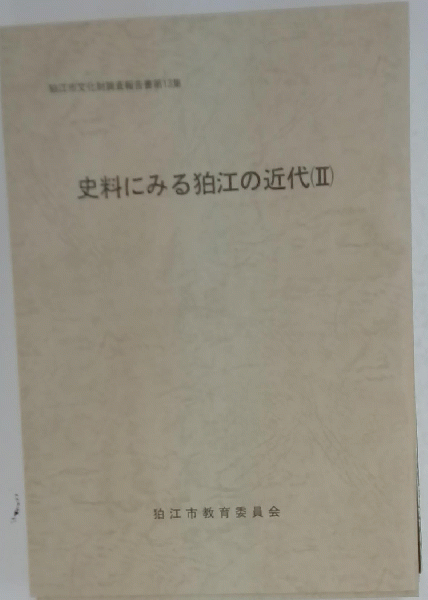 狛江市文化財調査報告書第13集
史料にみる狛江の近代(Ⅱ)
狛江市教育委員会